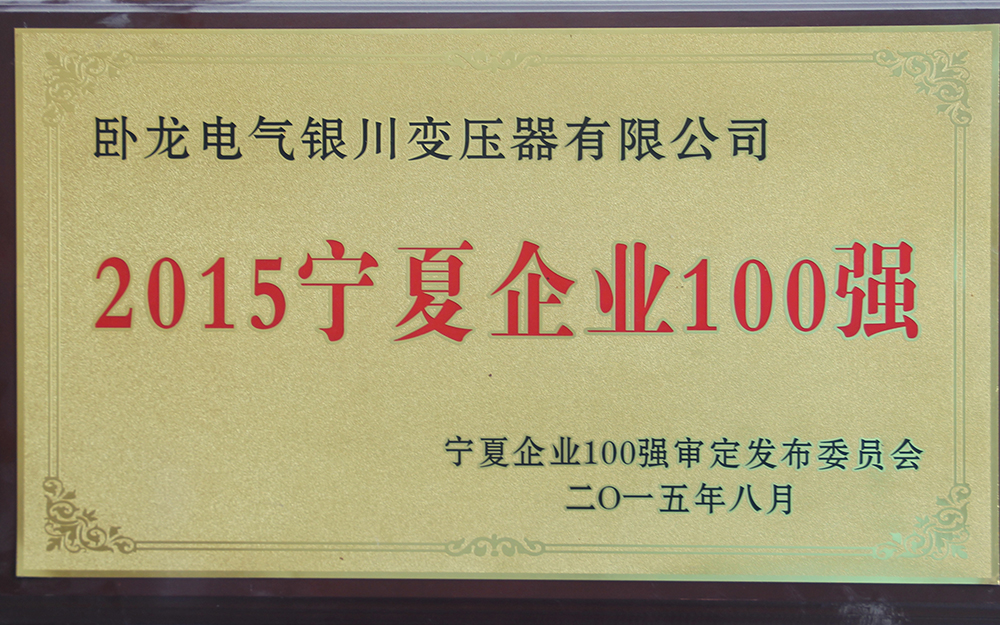 卧龙电气银川变压器有限公司
2015宁夏企业100强
宁夏企业100强审定发布委员会
二〇一五年八月